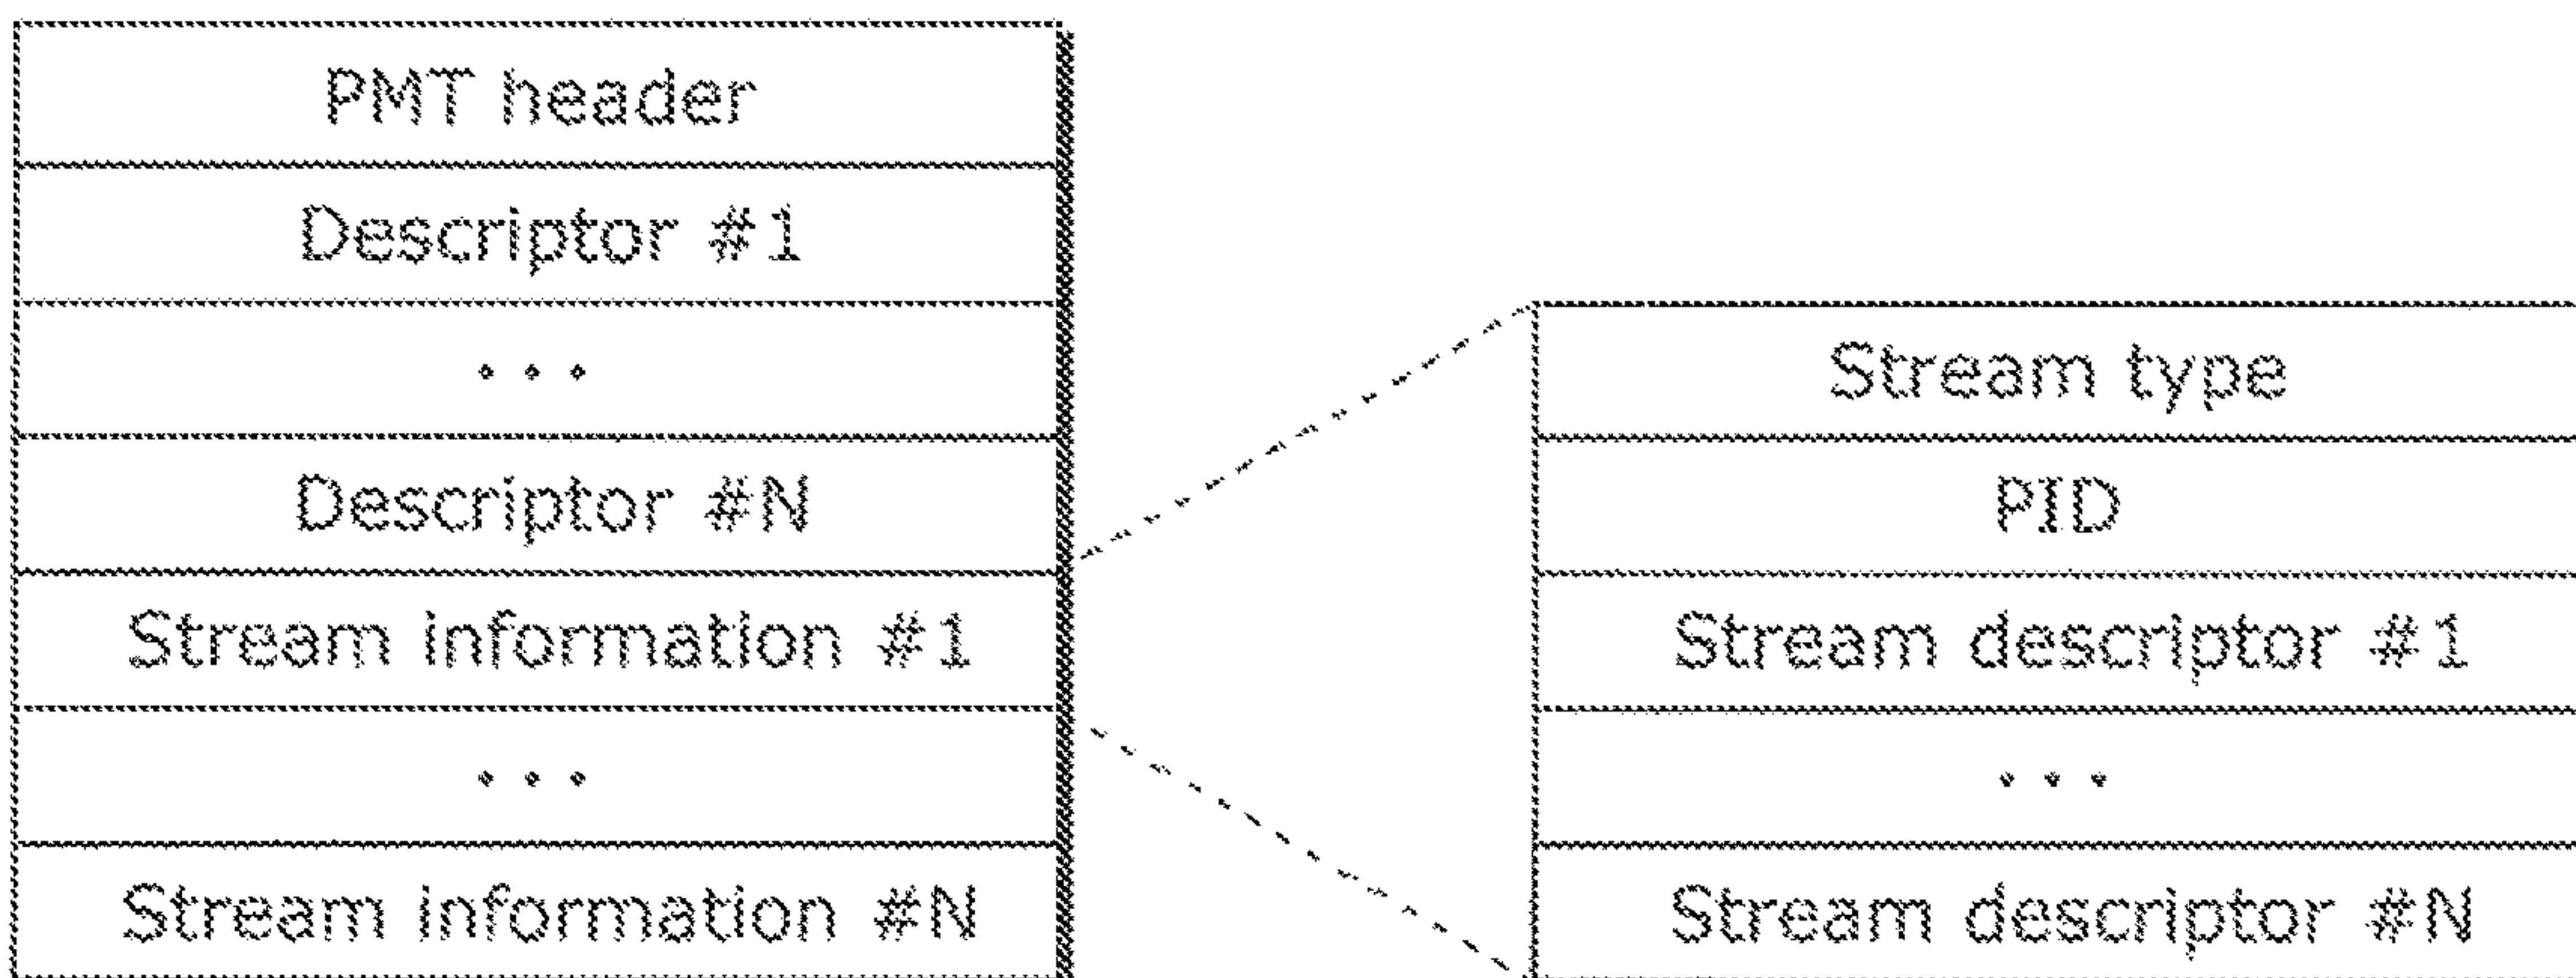 PMT header
Descriptor #1
...
Descriptor #N
Stream information #1
...
Stream information #N
Stream type
PID
Stream descriptor #1
...
Stream descriptor #N